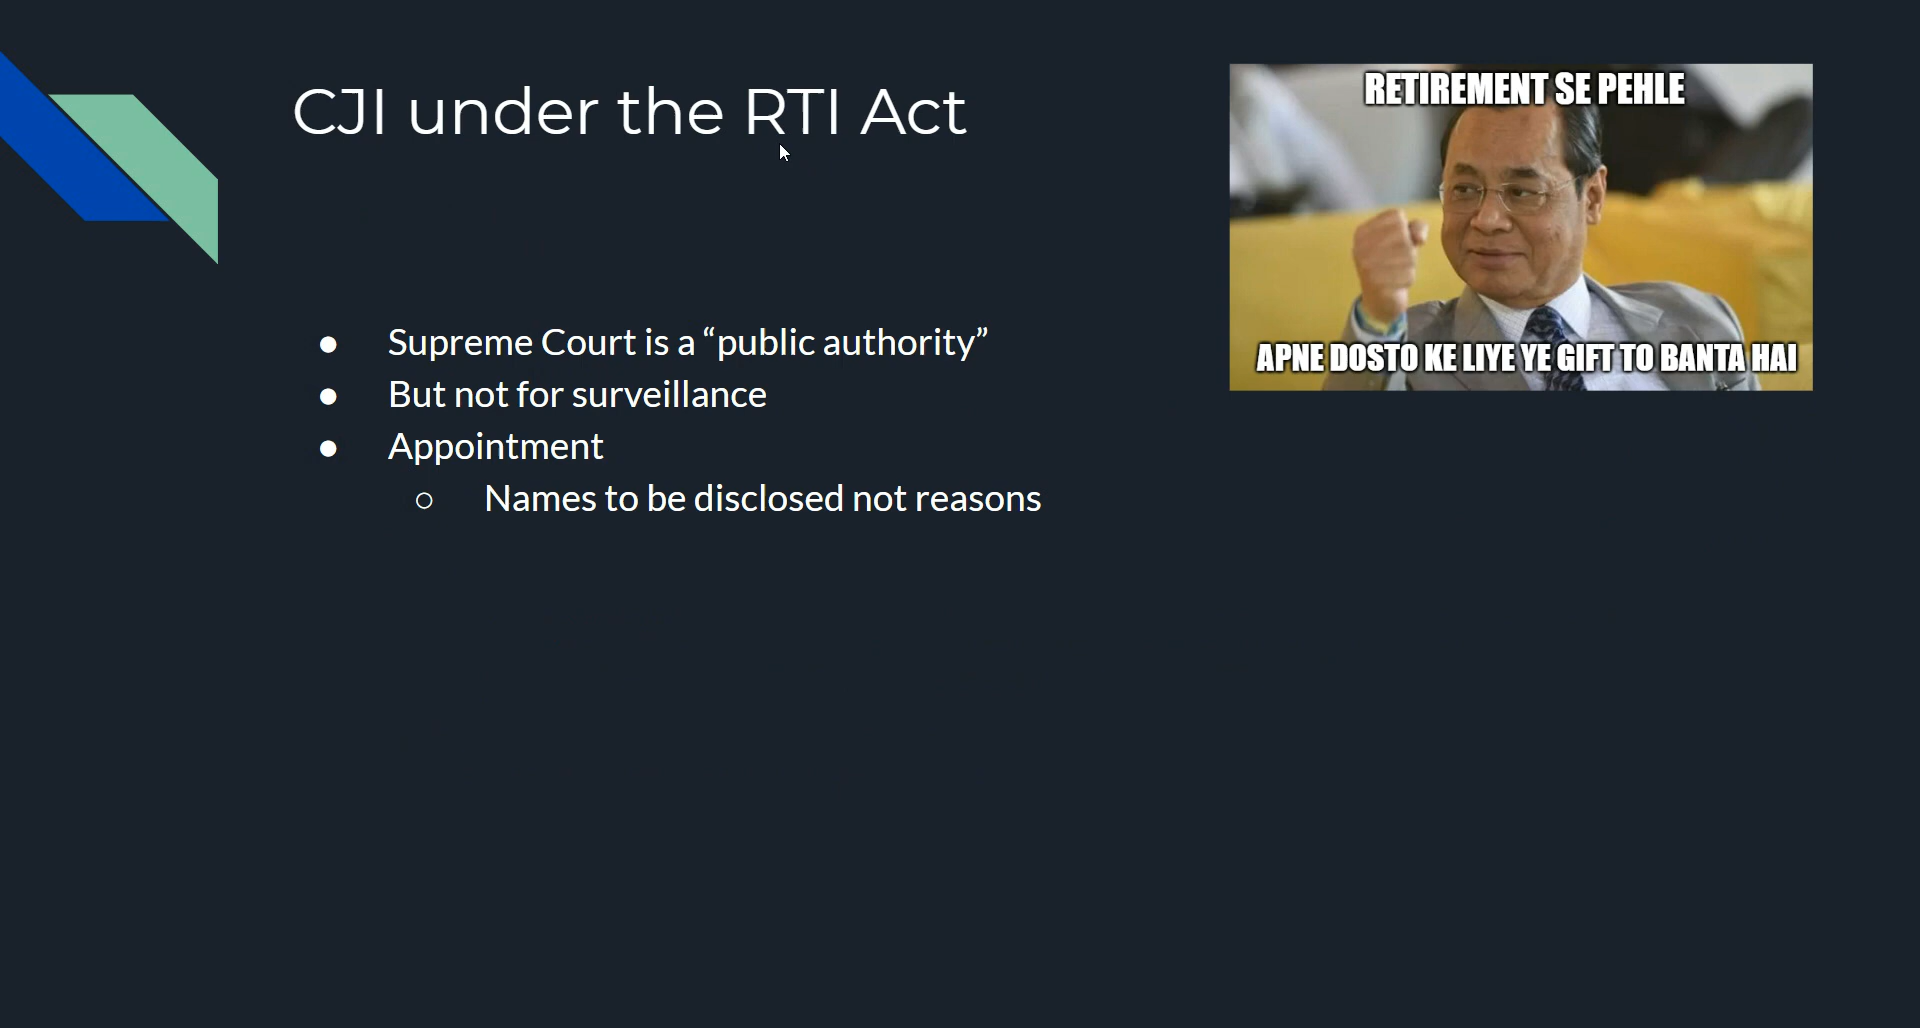 CJI under the RTI Act
RETIREMENT SE PEHLE
APNE DOSTO KE LIYE YE GIFT TO BANTA HAI
● Supreme Court is a “public authority”
● But not for surveillance
● Appointment
○ Names to be disclosed not reasons